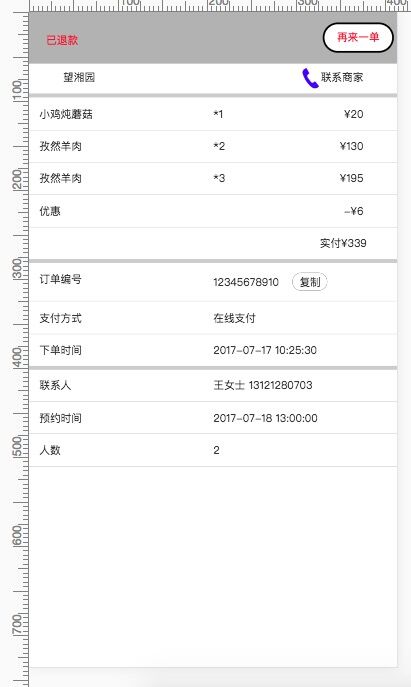 100 200 300 400
100
200
300
400
500
600
700
已退款 再来一单
望湘园 联系商家
小鸡炖蘑菇 *1 ¥20
孜然羊肉 *2 ¥130
孜然羊肉 *3 ¥195
优惠 -¥6
实付¥339
订单编号 12345678910 复制
支付方式 在线支付
下单时间 2017-07-17 10:25:30
联系人 王女士 13121280703
预约时间 2017-07-18 13:00:00
人数 2